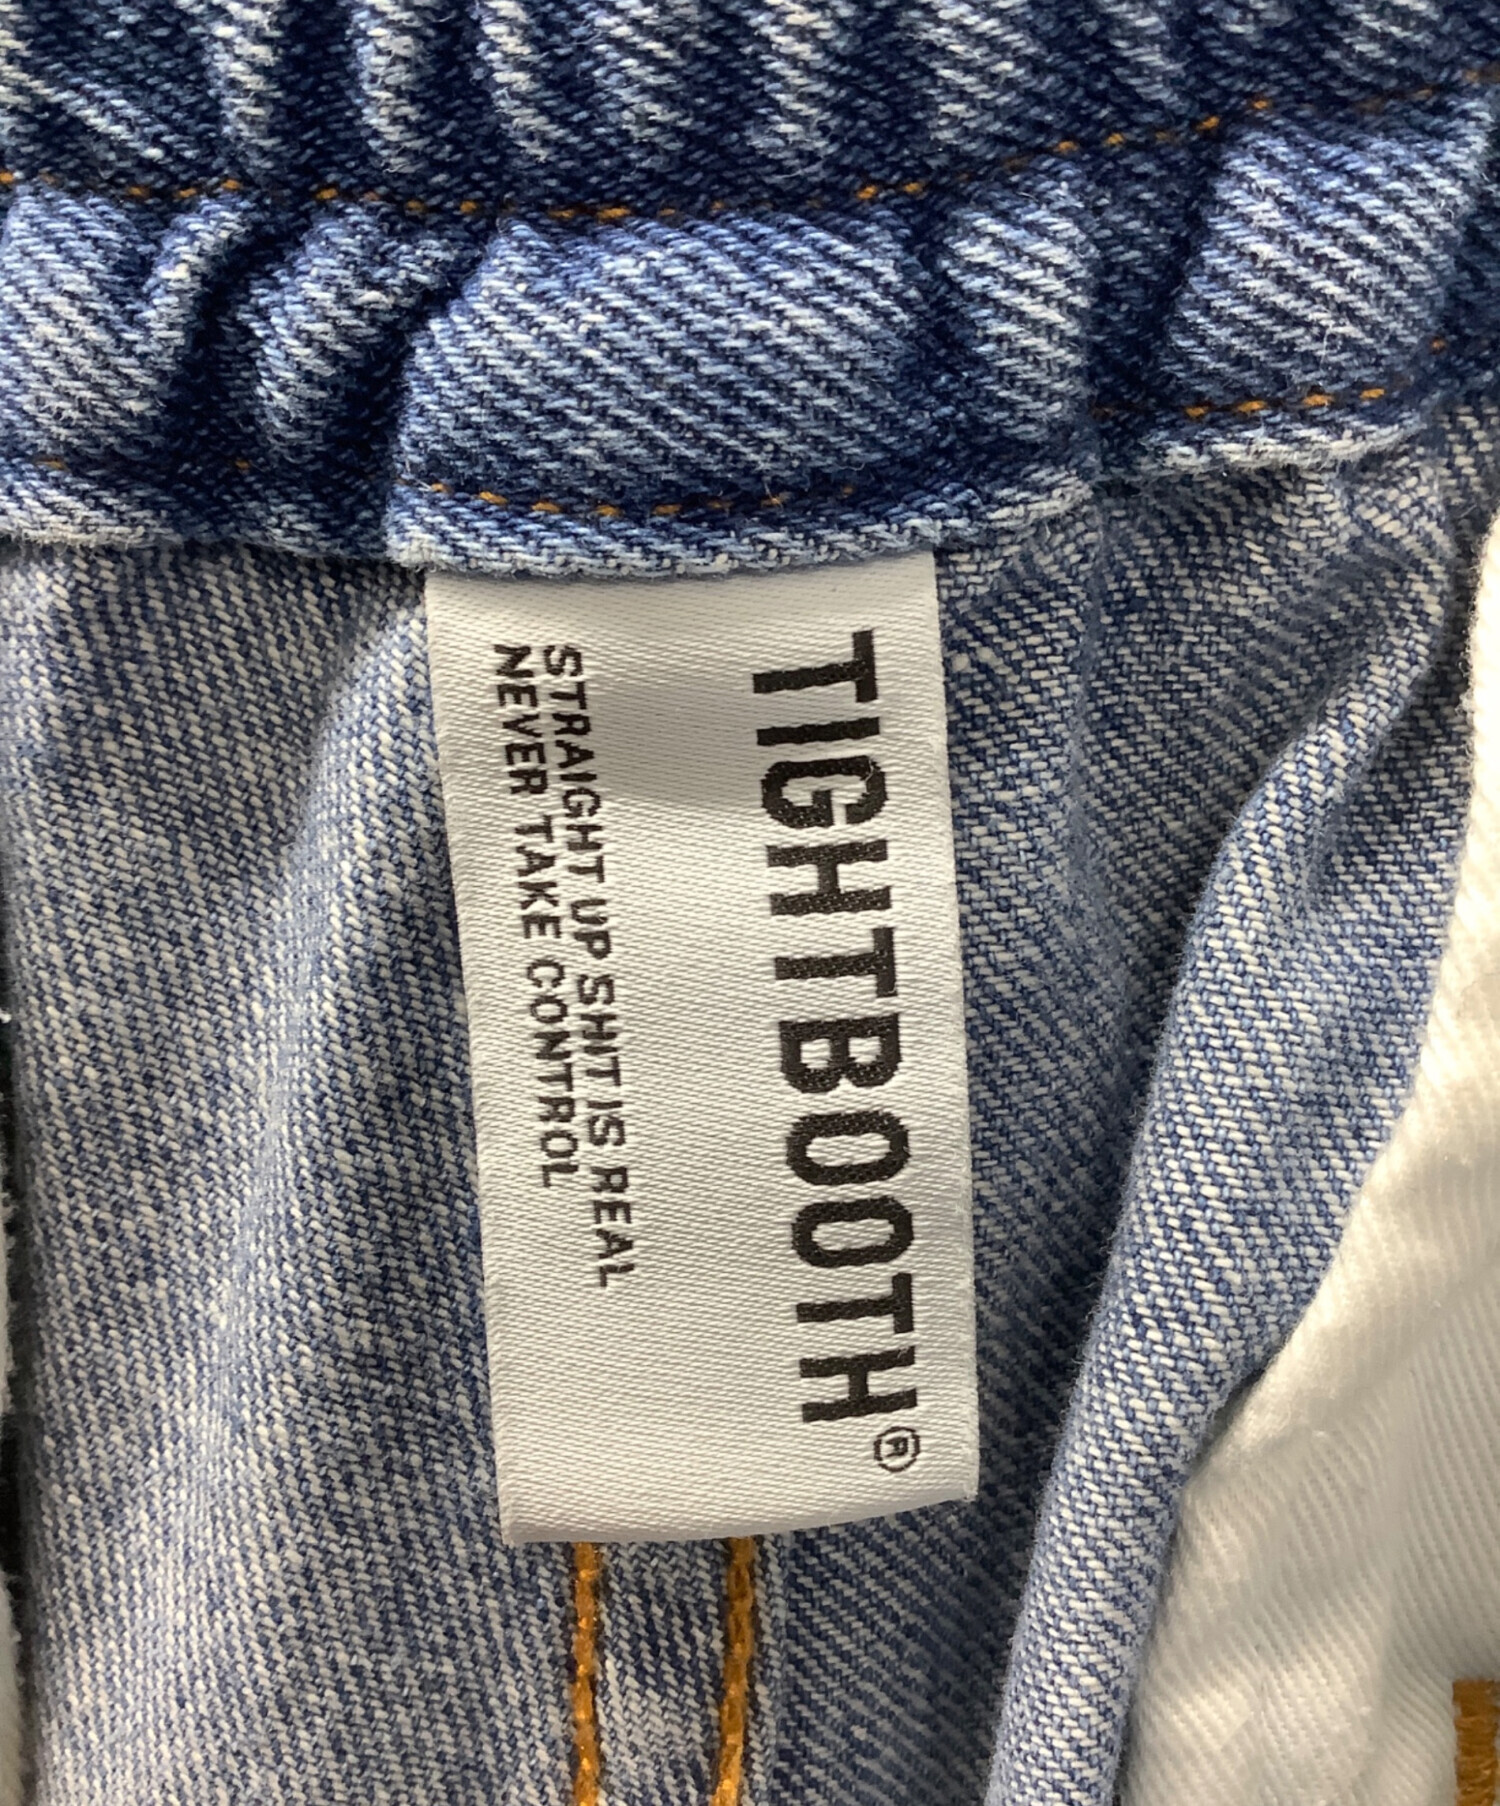 TIGHTBOOTH®
STRAIGHT UP SHIT IS REAL
NEVER TAKE CONTROL